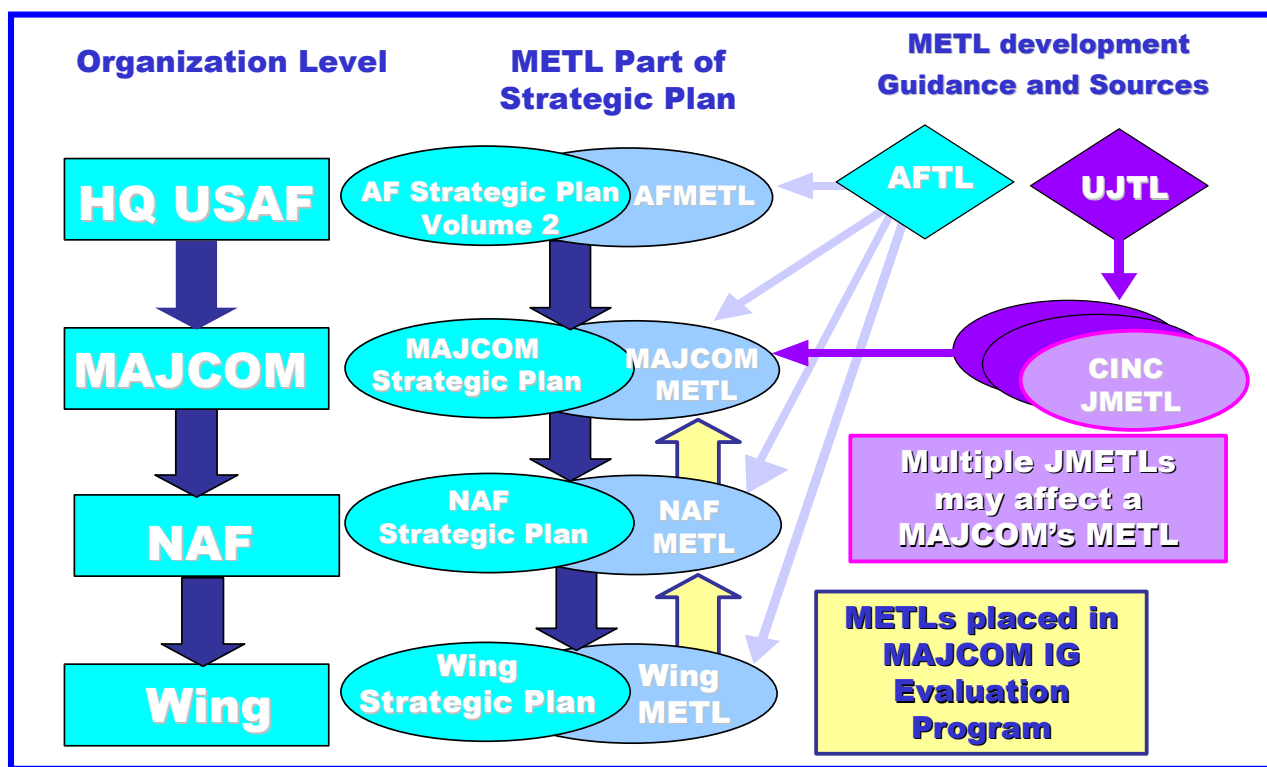 Organization Level
METL Part of
Strategic Plan
METL development
Guidance and Sources
HQ USAF
AF Strategic Plan
Volume 2
AFMETL
AFTL
UJTL
MAJCOM
MAJCOM
Strategic Plan
MAJCOM
METL
CINC
JMETL
Multiple JMETLs
may affect a
MAJCOM's METL
NAF
NAF
Strategic Plan
NAF
METL
METLs placed in
MAJCOM IG
Evaluation
Program
Wing
Wing
Strategic Plan
Wing
METL